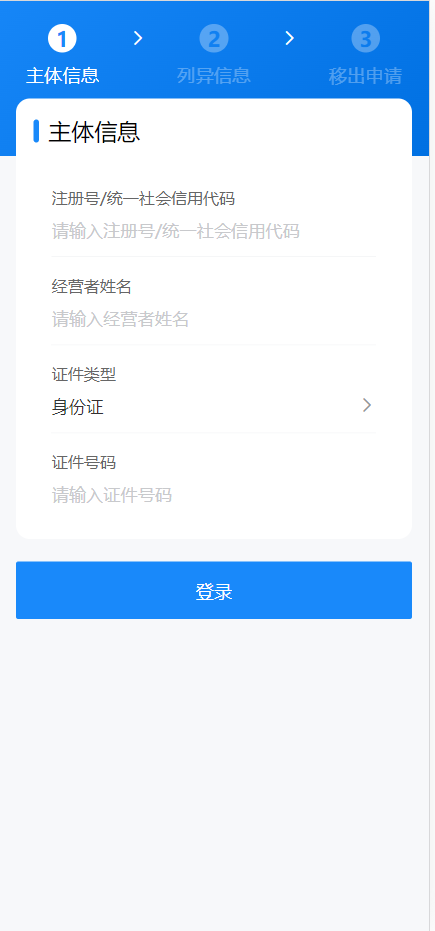 1 2 3
主体信息 列异信息 移出申请
主体信息
注册号/统一社会信用代码
请输入注册号/统一社会信用代码
经营者姓名
请输入经营者姓名
证件类型
身份证
证件号码
请输入证件号码
登录